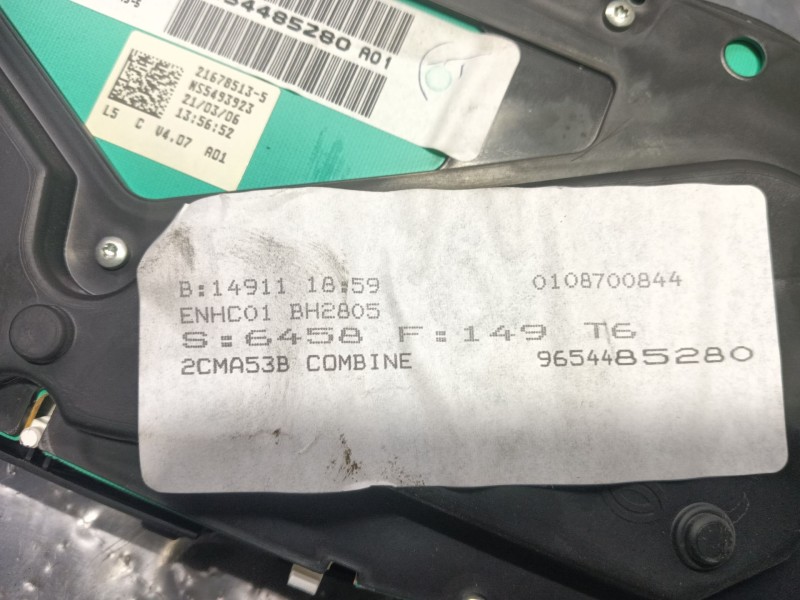 54485280 A01
21678513-5
NS5493923
21/03/06
13:56:52
L5 C V4.07 A01
B:14911 18:59 0108700844
ENHC01 BH2805
S:6458 F:149 T6
2CMA53B COMBINE 9654485280